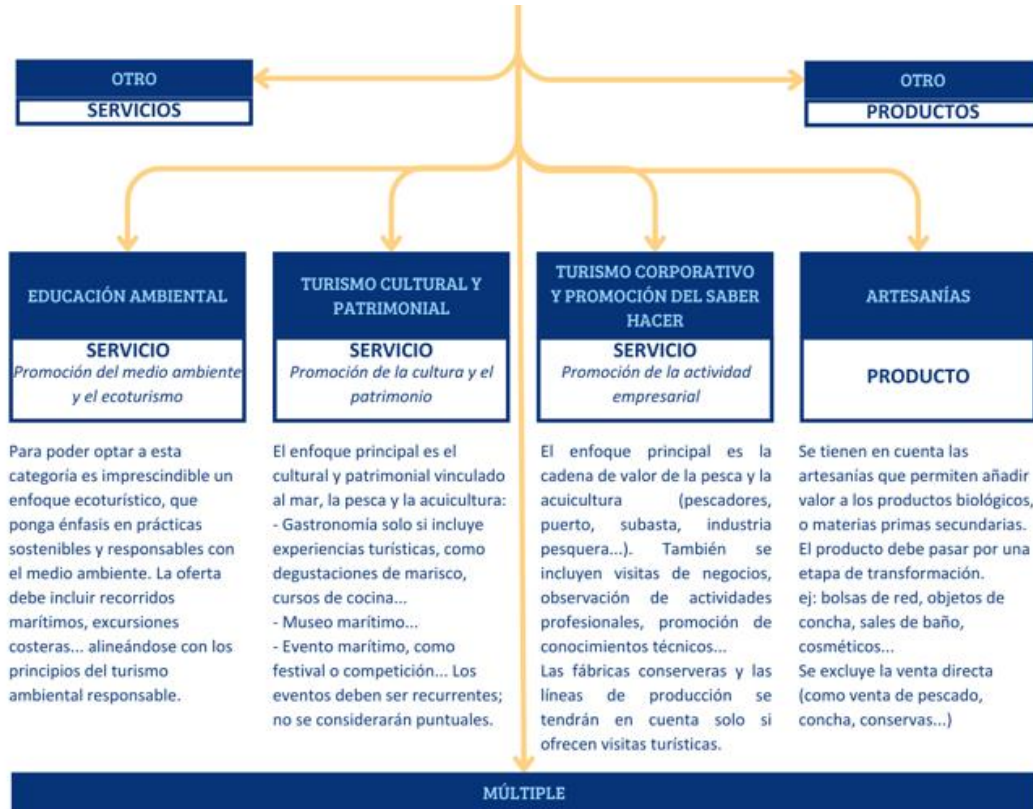 OTRO
SERVICIOS
OTRO
PRODUCTOS
EDUCACIÓN AMBIENTAL
SERVICIO
Promoción del medio ambiente
y el ecoturismo
Para poder optar a esta
categoría es imprescindible un
enfoque ecoturístico, que
ponga énfasis en prácticas
sostenibles y responsables con
el medio ambiente. La oferta
debe incluir recorridos
marítimos, excursiones
costeras... alineándose con los
principios del turismo
ambiental responsable.
TURISMO CULTURAL Y
PATRIMONIAL
SERVICIO
Promoción de la cultura y el
patrimonio
El enfoque principal es el
cultural y patrimonial vinculado
al mar, la pesca y la acuicultura:
- Gastronomía solo si incluye
experiencias turísticas, como
degustaciones de marisco,
cursos de cocina...
- Museo marítimo...
- Evento marítimo, como
festival o competición... Los
eventos deben ser recurrentes;
no se considerarán puntuales.
TURISMO CORPORATIVO
Y PROMOCIÓN DEL SABER
HACER
SERVICIO
Promoción de la actividad
empresarial
El enfoque principal es la
cadena de valor de la pesca y la
acuicultura (pescadores,
puerto, subasta, industria
pesquera...). También se
incluyen visitas de negocios,
observación de actividades
profesionales, promoción de
conocimientos técnicos...
Las fábricas conserveras y las
líneas de producción se
tendrán en cuenta solo si
ofrecen visitas turísticas.
ARTESANÍAS
PRODUCTO
Se tienen en cuenta las
artesanías que permiten añadir
valor a los productos biológicos,
o materias primas secundarias.
El producto debe pasar por una
etapa de transformación.
ej: bolsas de red, objetos de
concha, sales de baño,
cosméticos...
Se excluye la venta directa
(como venta de pescado,
concha, conservas...)
MÚLTIPLE